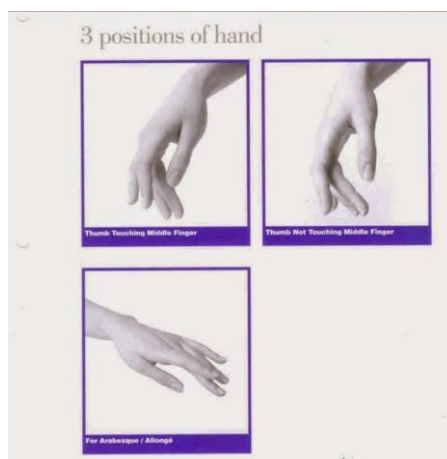 3 positions of hand
Thumb Touching Middle Finger
Thumb Not Touching Middle Finger
For Arabesque / Allongé